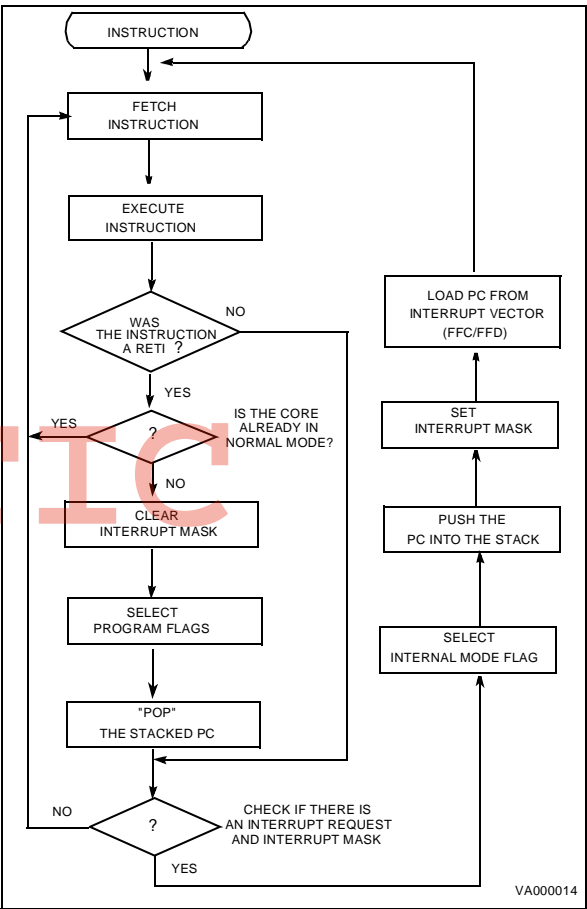 INSTRUCTION
FETCH
INSTRUCTION
EXECUTE
INSTRUCTION
WAS
THE INSTRUCTION
A RETI ?
NO
YES
IS THE CORE
ALREADY IN
NORMAL MODE?
YES
?
NO
CLEAR
INTERRUPT MASK
SELECT
PROGRAM FLAGS
"POP"
THE STACKED PC
NO
?
CHECK IF THERE IS
AN INTERRUPT REQUEST
AND INTERRUPT MASK
YES
LOAD PC FROM
INTERRUPT VECTOR
(FFC/FFD)
SET
INTERRUPT MASK
PUSH THE
PC INTO THE STACK
SELECT
INTERNAL MODE FLAG
VA000014
TIC